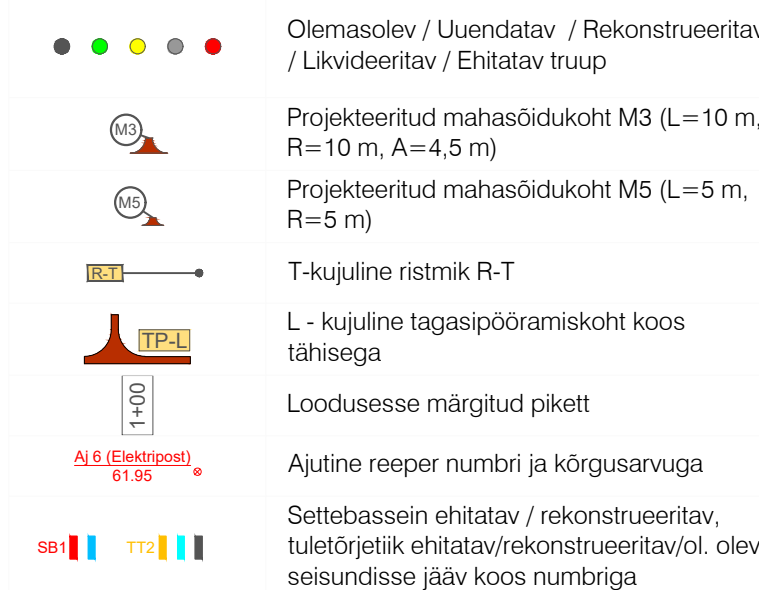 Olemasolev / Uuendatav / Rekonstrueeritav
/ Likvideeritav / Ehitatav truup
M3
Projekteeritud mahasõidukoht M3 (L=10 m,
R=10 m, A=4,5 m)
M5
Projekteeritud mahasõidukoht M5 (L=5 m,
R=5 m)
R-T
T-kujuline ristmik R-T
TP-L
L - kujuline tagasipööramiskoht koos
tähisega
1+00
Loodusesse märgitud pikett
Aj 6 (Elektripost)
61.95
Ajutine reeper numbri ja kõrgusarvuga
SB1
TT2
Settebassein ehitatav / rekonstrueeritav,
tuletõrjetiik ehitatav/rekonstrueeritav/ol. olev
seisundisse jääv koos numbriga